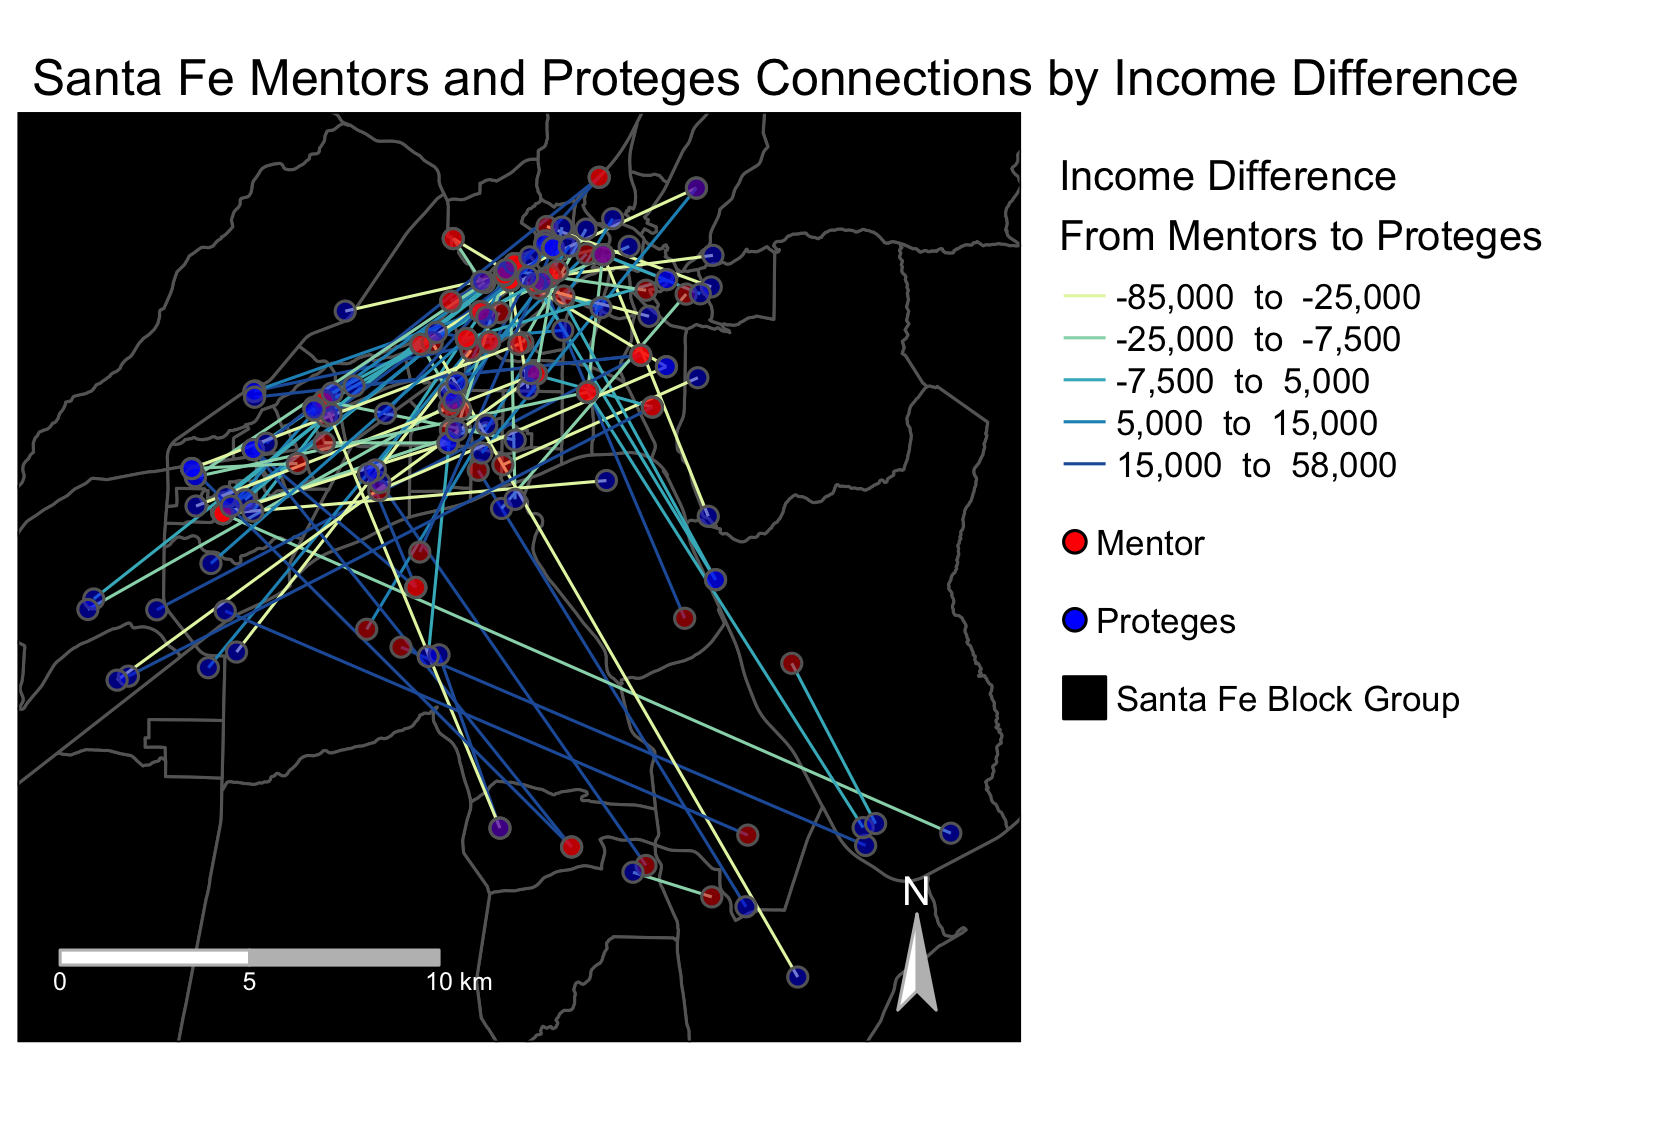 Santa Fe Mentors and Proteges Connections by Income Difference
Income Difference
From Mentors to Proteges
-85,000 to -25,000
-25,000 to -7,500
-7,500 to 5,000
5,000 to 15,000
15,000 to 58,000
Mentor
Proteges
Santa Fe Block Group
N
0 5 10 km